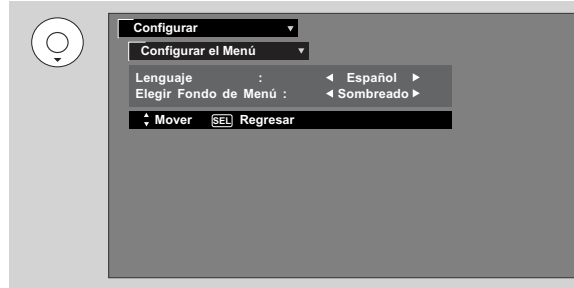 Configurar
Configurar el Menú
Lenguaje : Español
Elegir Fondo de Menú : Sombreado
Mover SEL Regresar